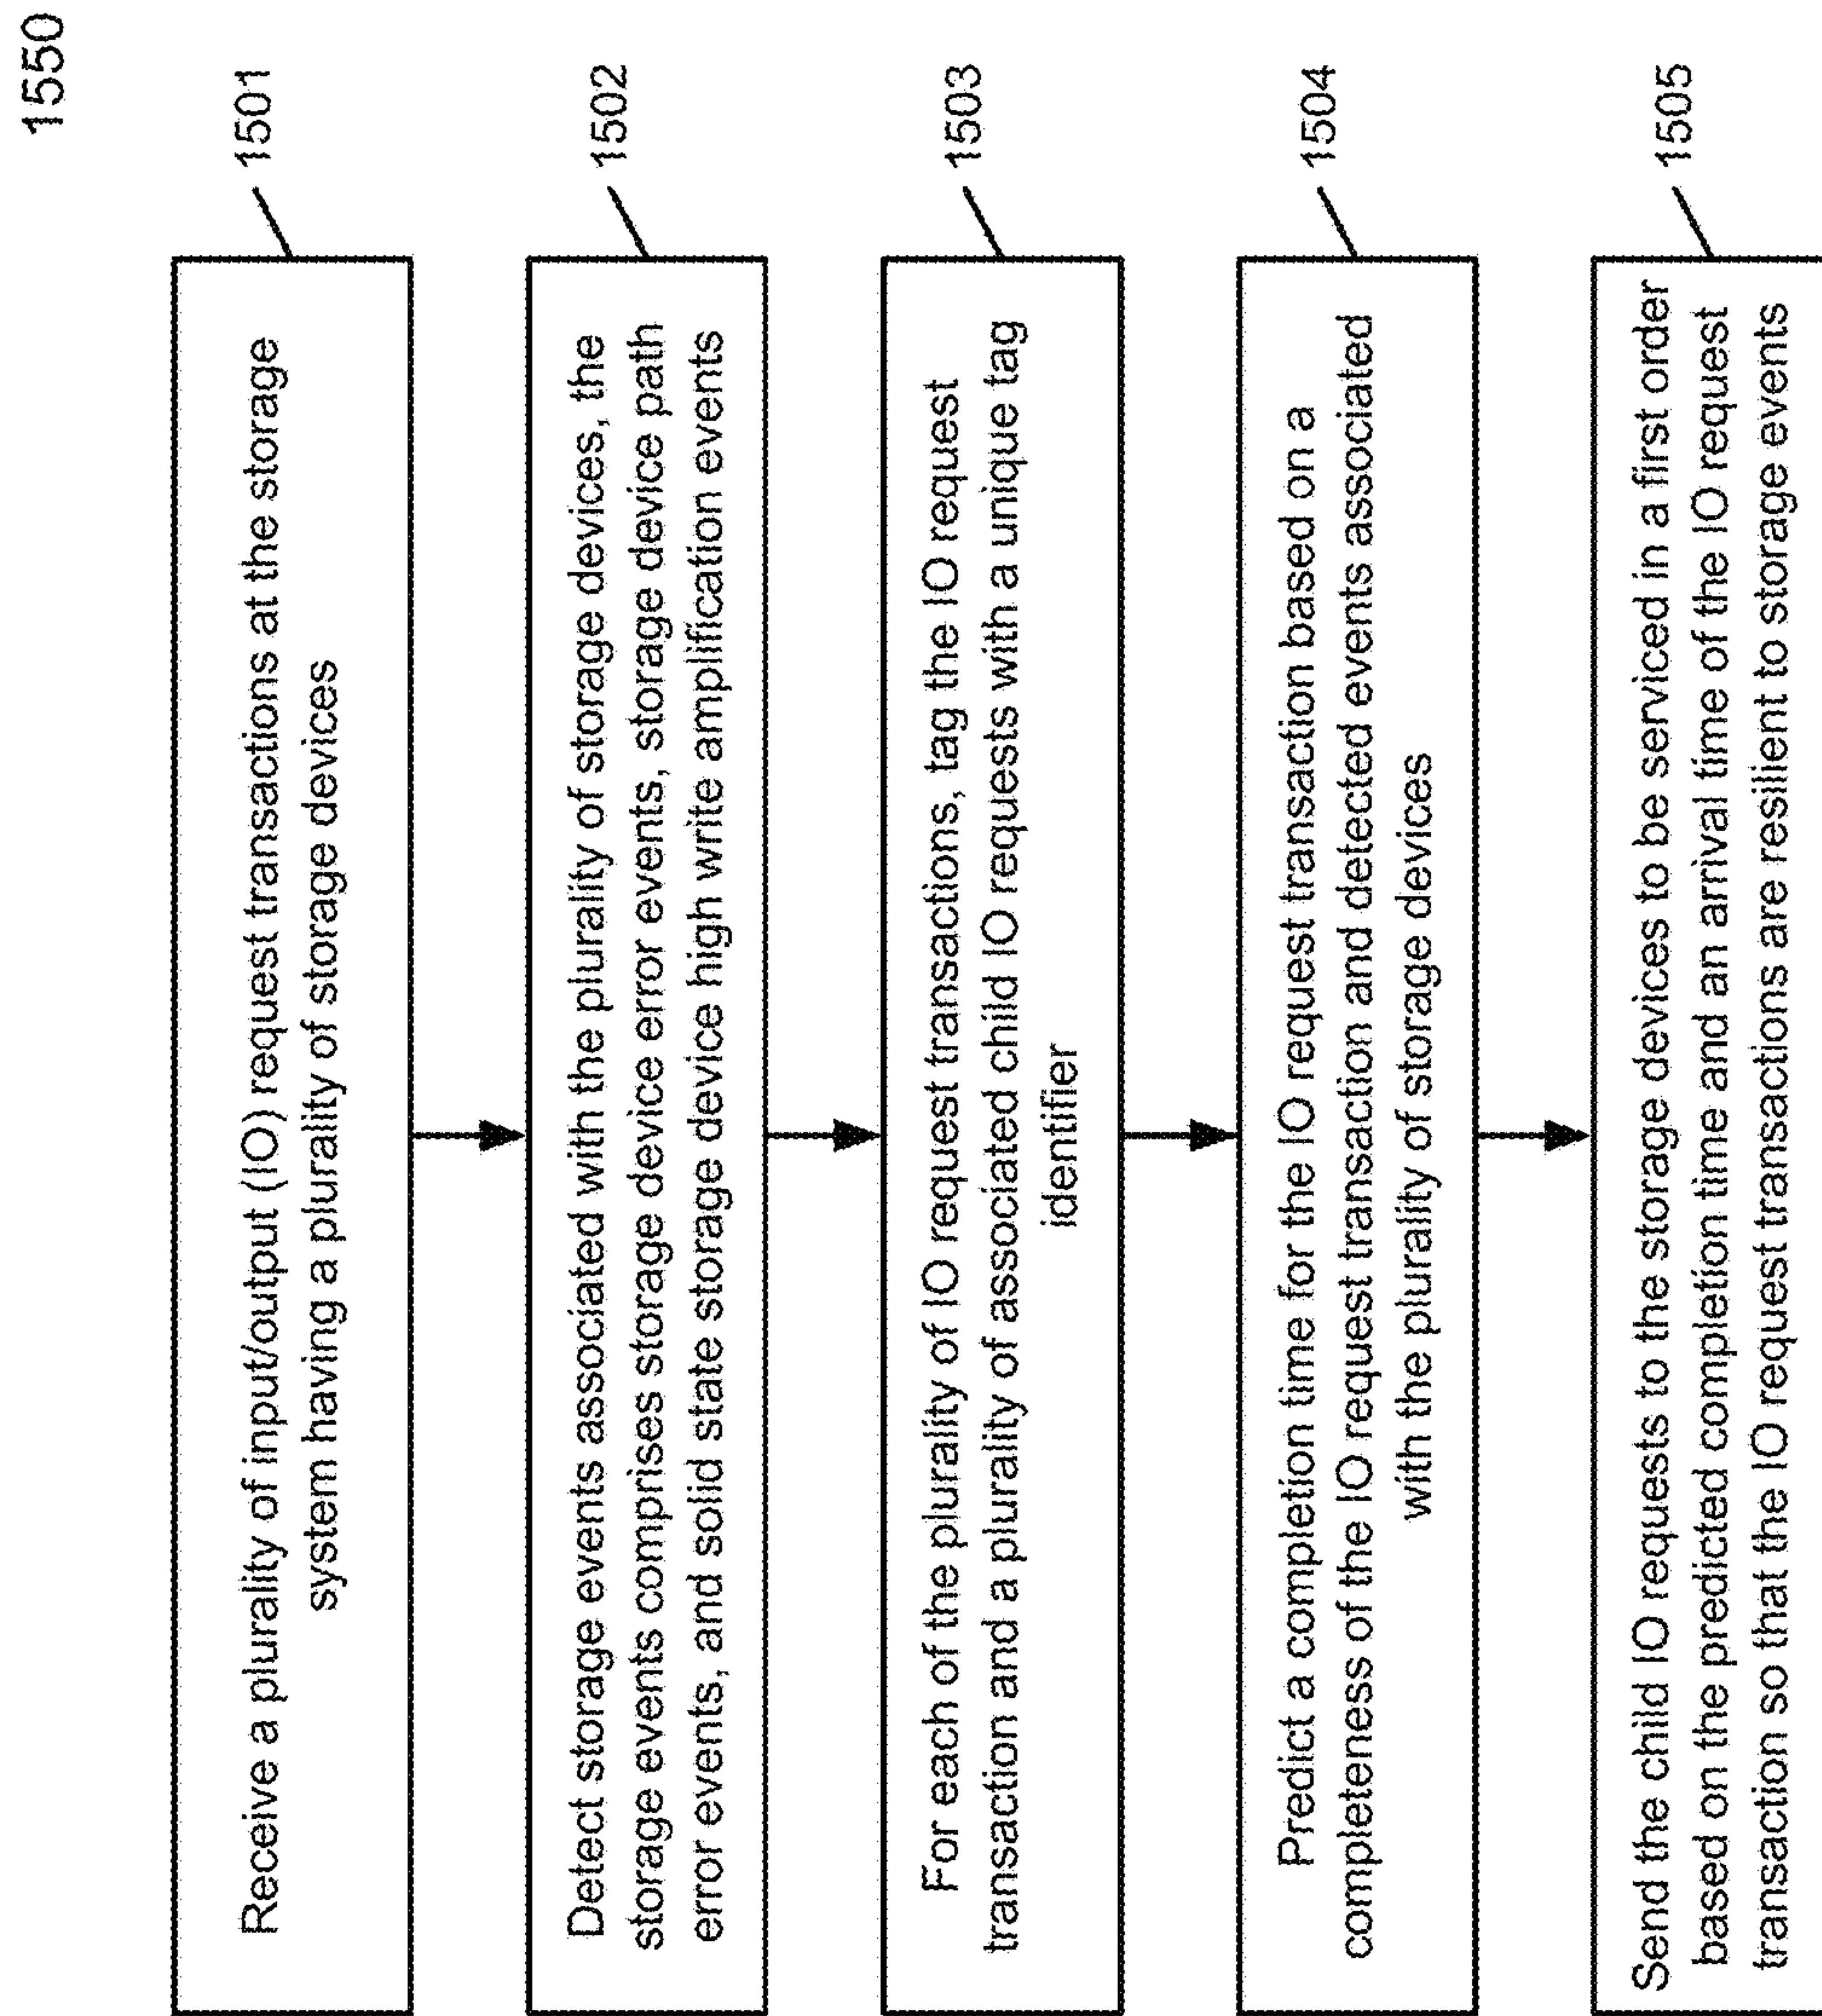 1550
1501
Receive a plurality of input/output (IO) request transactions at the storage
system having a plurality of storage devices
1502
Detect storage events associated with the plurality of storage devices, the
storage events comprises storage device error events, storage device path
error events, and solid state storage device high write amplification events
1503
For each of the plurality of IO request transactions, tag the IO request
transaction and a plurality of associated child IO requests with a unique tag
identifier
1504
Predict a completion time for the IO request transaction based on a
completeness of the IO request transaction and detected events associated
with the plurality of storage devices
1505
Send the child IO requests to the storage devices to be serviced in a first order
based on the predicted completion time and an arrival time of the IO request
transaction so that the IO request transactions are resilient to storage events